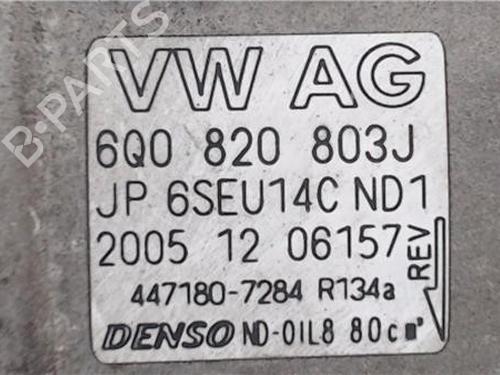 VW AG
6Q0 820 803J
JP 6SEU14C ND1
2005 12 06157
REV
447180-7284 R134a
DENSO ND-OIL8 80cm³